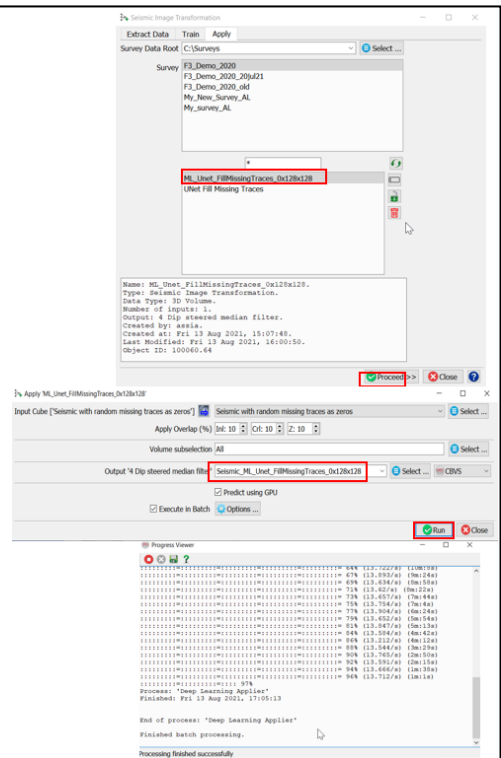 Seismic Image Transformation
Extract Data Train Apply
Survey Data Root C:\Surveys Select ...
Survey F3_Demo_2020
F3_Demo_2020_20jul21
F3_Demo_2020_old
My_New_Survey_AL
My_survey_AL
*
ML_Unet_FillMissingTraces_0x128x128
UNet Fill Missing Traces
Name: ML_Unet_FillMissingTraces_0x128x128.
Type: Seismic Image Transformation.
Data Type: 3D Volume.
Number of inputs: 1.
Output: 4 Dip steered median filter.
Created by: assia.
Created at: Fri 13 Aug 2021, 15:07:48.
Last Modified: Fri 13 Aug 2021, 16:00:50.
Object ID: 100060.64
Proceed >> Close ?
Apply 'ML_Unet_FillMissingTraces_0x128x128'
Input Cube ['Seismic with random missing traces as zeros'] Seismic with random missing traces as zeros Select ...
Apply Overlap (%) Inl: 10 Crl: 10 Z: 10
Volume subselection All Select ...
Output '4 Dip steered median filter' Seismic_ML_Unet_FillMissingTraces_0x128x128 Select ... CBVS
Predict using GPU
Execute in Batch Options ...
Run Close
Progress Viewer
:::::::::=:::::::::=:::::::::=:::::::::=:::::::::= 64% (13.722/s) (10m:8s)
:::::::::=:::::::::=:::::::::=:::::::::=:::::::::= 67% (13.893/s) (9m:24s)
:::::::::=:::::::::=:::::::::=:::::::::=:::::::::= 69% (13.634/s) (8m:58s)
:::::::::=:::::::::=:::::::::=:::::::::=:::::::::= 71% (13.62/s) (8m:22s)
:::::::::=:::::::::=:::::::::=:::::::::=:::::::::= 73% (13.657/s) (7m:44s)
:::::::::=:::::::::=:::::::::=:::::::::=:::::::::= 75% (13.754/s) (7m:4s)
:::::::::=:::::::::=:::::::::=:::::::::=:::::::::= 77% (13.904/s) (6m:24s)
:::::::::=:::::::::=:::::::::=:::::::::=:::::::::= 79% (13.652/s) (5m:54s)
:::::::::=:::::::::=:::::::::=:::::::::=:::::::::= 81% (13.847/s) (5m:13s)
:::::::::=:::::::::=:::::::::=:::::::::=:::::::::= 84% (13.584/s) (4m:42s)
:::::::::=:::::::::=:::::::::=:::::::::=:::::::::= 86% (13.212/s) (4m:12s)
:::::::::=:::::::::=:::::::::=:::::::::=:::::::::= 88% (13.544/s) (3m:29s)
:::::::::=:::::::::=:::::::::=:::::::::=:::::::::= 90% (13.765/s) (2m:50s)
:::::::::=:::::::::=:::::::::=:::::::::=:::::::::= 92% (13.591/s) (2m:15s)
:::::::::=:::::::::=:::::::::=:::::::::=:::::::::= 94% (13.666/s) (1m:38s)
:::::::::=:::::::::=:::::::::=:::::::::=:::::::::= 96% (13.712/s) (1m:1s)
:::::::::=:::::::::=:::: 97%
Process: 'Deep Learning Applier'
Finished: Fri 13 Aug 2021, 17:05:13
End of process: 'Deep Learning Applier'
Finished batch processing.
Processing finished successfully